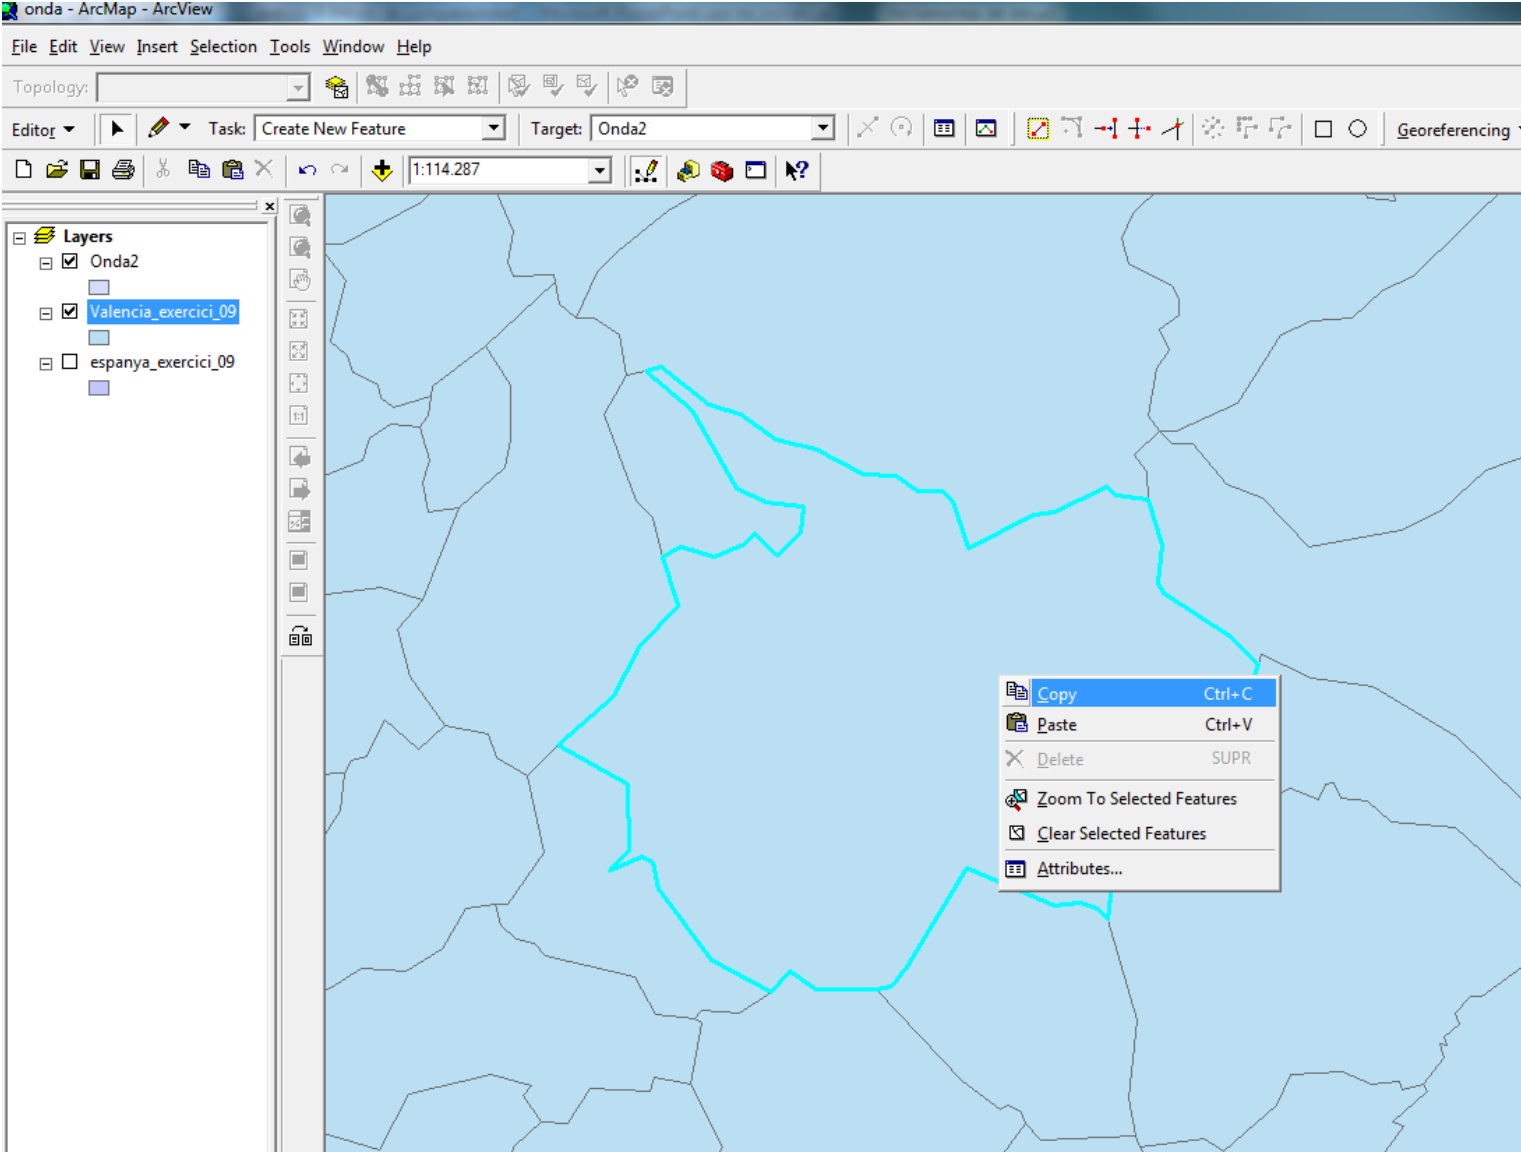 onda - ArcMap - ArcView
File Edit View Insert Selection Tools Window Help
Topology:
Editor Task: Create New Feature Target: Onda2 Georeferencing
1:114.287
Layers
Onda2
Valencia_exercici_09
espanya_exercici_09
1:1
Copy Ctrl+C
Paste Ctrl+V
Delete SUPR
Zoom To Selected Features
Clear Selected Features
Attributes...